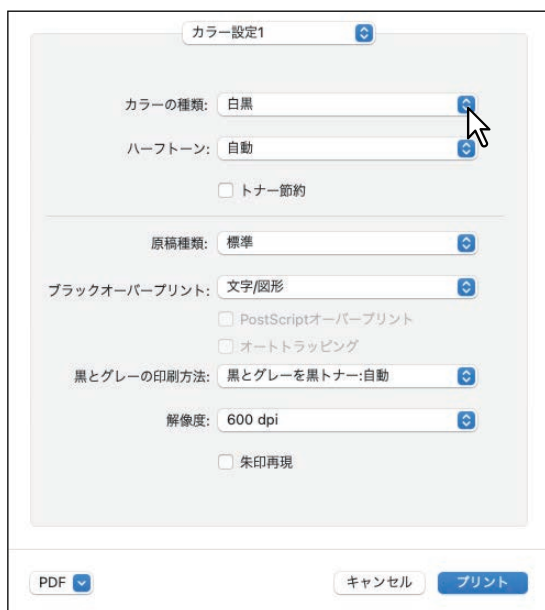 カラー設定1
カラーの種類: 白黒
ハーフトーン: 自動
トナー節約
原稿種類: 標準
ブラックオーバープリント: 文字/図形
PostScriptオーバープリント
オートトラッピング
黒とグレーの印刷方法: 黒とグレーを黒トナー:自動
解像度: 600 dpi
朱印再現
PDF キャンセル プリント